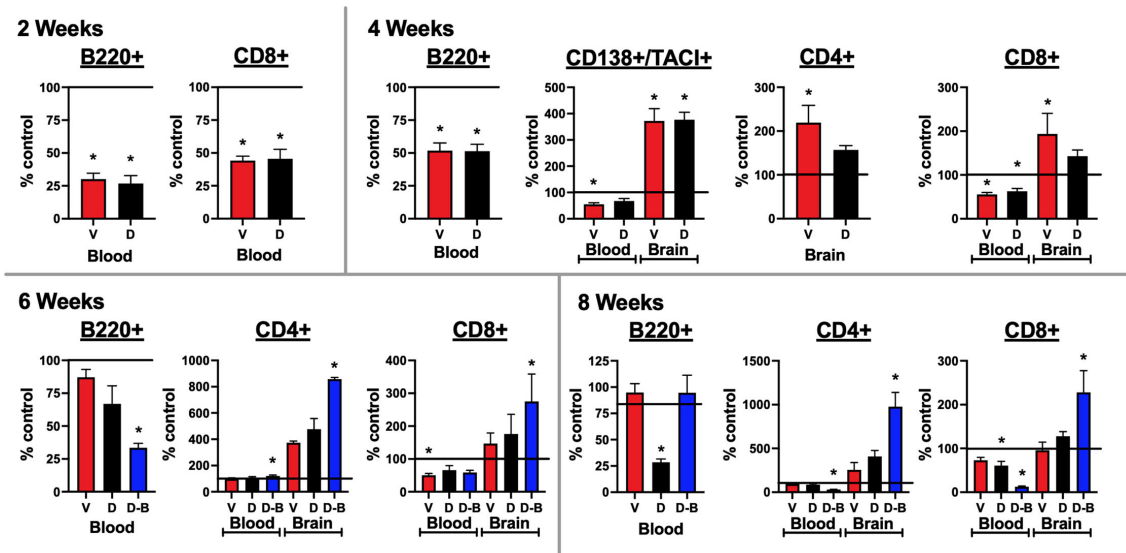 2 Weeks
B220+
% control
100
75
50
25
0
*
*
V D
Blood
CD8+
% control
100
75
50
25
0
*
*
V D
Blood
4 Weeks
B220+
% control
100
75
50
25
0
*
*
V D
Blood
CD138+/TACI+
% control
500
400
300
200
100
0
*
*
*
V D V D
Blood Brain
CD4+
% control
300
200
100
0
*
V D
Brain
CD8+
% control
300
200
100
0
*
*
*
V D V D
Blood Brain
6 Weeks
B220+
% control
100
75
50
25
0
*
V D D-B
Blood
CD4+
% control
1000
800
600
400
200
0
*
*
V D D-B V D D-B
Blood Brain
CD8+
% control
400
300
200
100
0
*
*
V D D-B V D D-B
Blood Brain
8 Weeks
B220+
% control
125
100
75
50
25
0
*
V D D-B
Blood
CD4+
% control
1500
1000
500
0
*
*
V D D-B V D D-B
Blood Brain
CD8+
% control
300
200
100
0
*
*
*
V D D-B V D D-B
Blood Brain